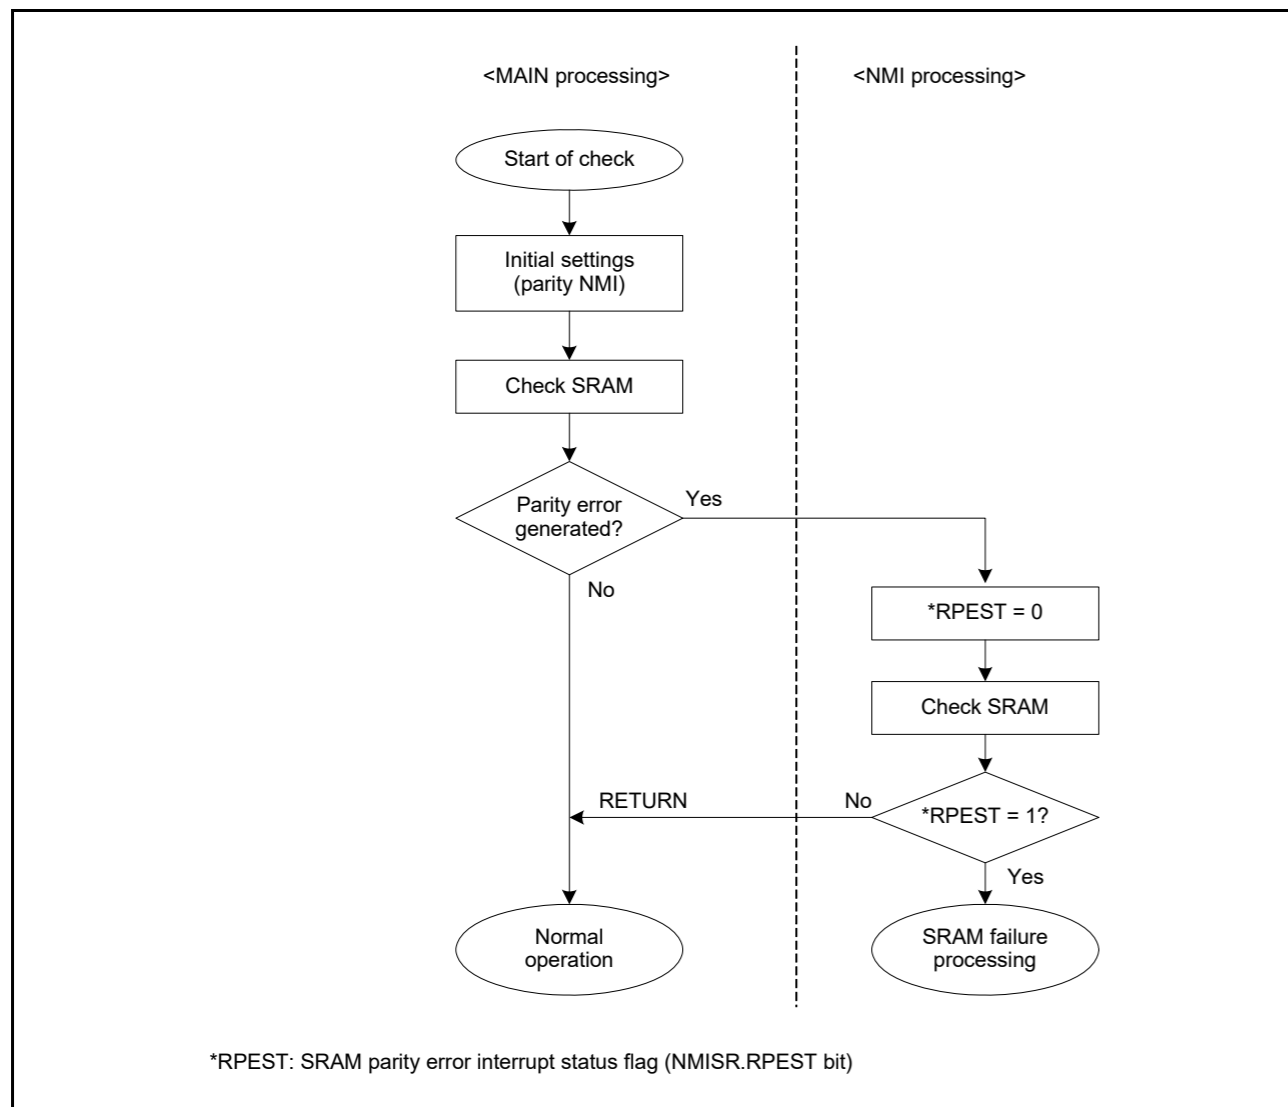 <MAIN processing>
<NMI processing>
Start of check
Initial settings
(parity NMI)
Check SRAM
Parity error
generated?
Yes
No
*RPEST = 0
Check SRAM
*RPEST = 1?
No
RETURN
Yes
Normal
operation
SRAM failure
processing
*RPEST: SRAM parity error interrupt status flag (NMISR.RPEST bit)